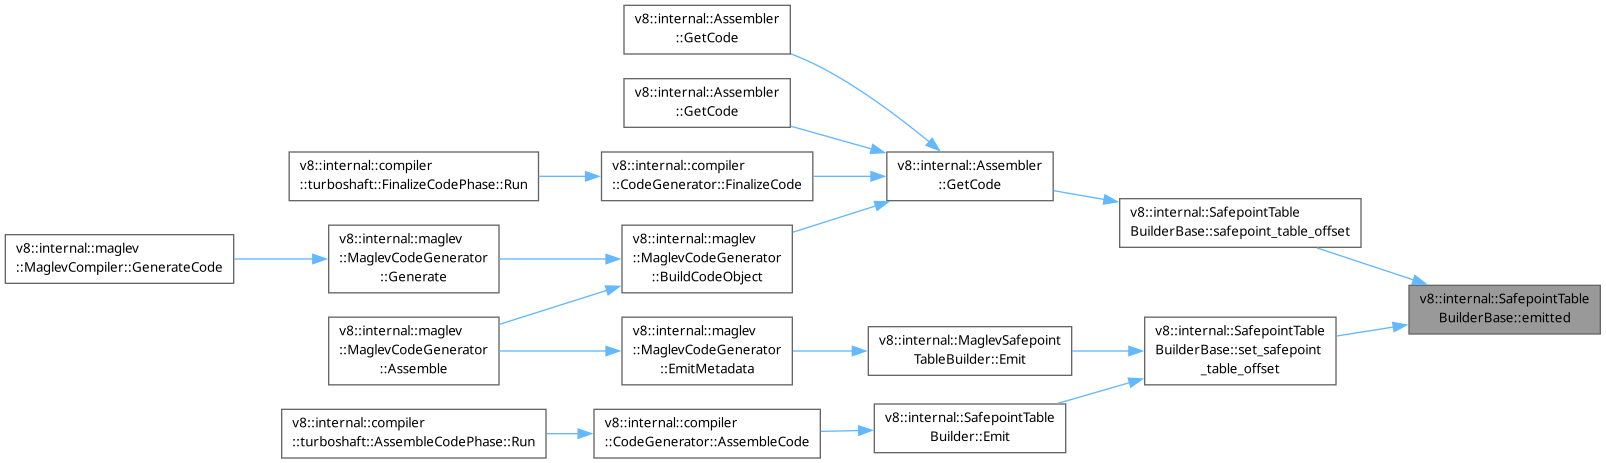 v8::internal::Assembler
::GetCode
v8::internal::Assembler
::GetCode
v8::internal::compiler
::turboshaft::FinalizeCodePhase::Run
v8::internal::compiler
::CodeGenerator::FinalizeCode
v8::internal::Assembler
::GetCode
v8::internal::SafepointTable
BuilderBase::safepoint_table_offset
v8::internal::maglev
::MaglevCompiler::GenerateCode
v8::internal::maglev
::MaglevCodeGenerator
::Generate
v8::internal::maglev
::MaglevCodeGenerator
::BuildCodeObject
v8::internal::SafepointTable
BuilderBase::emitted
v8::internal::maglev
::MaglevCodeGenerator
::Assemble
v8::internal::maglev
::MaglevCodeGenerator
::EmitMetadata
v8::internal::MaglevSafepoint
TableBuilder::Emit
v8::internal::SafepointTable
BuilderBase::set_safepoint
_table_offset
v8::internal::compiler
::turboshaft::AssembleCodePhase::Run
v8::internal::compiler
::CodeGenerator::AssembleCode
v8::internal::SafepointTable
Builder::Emit